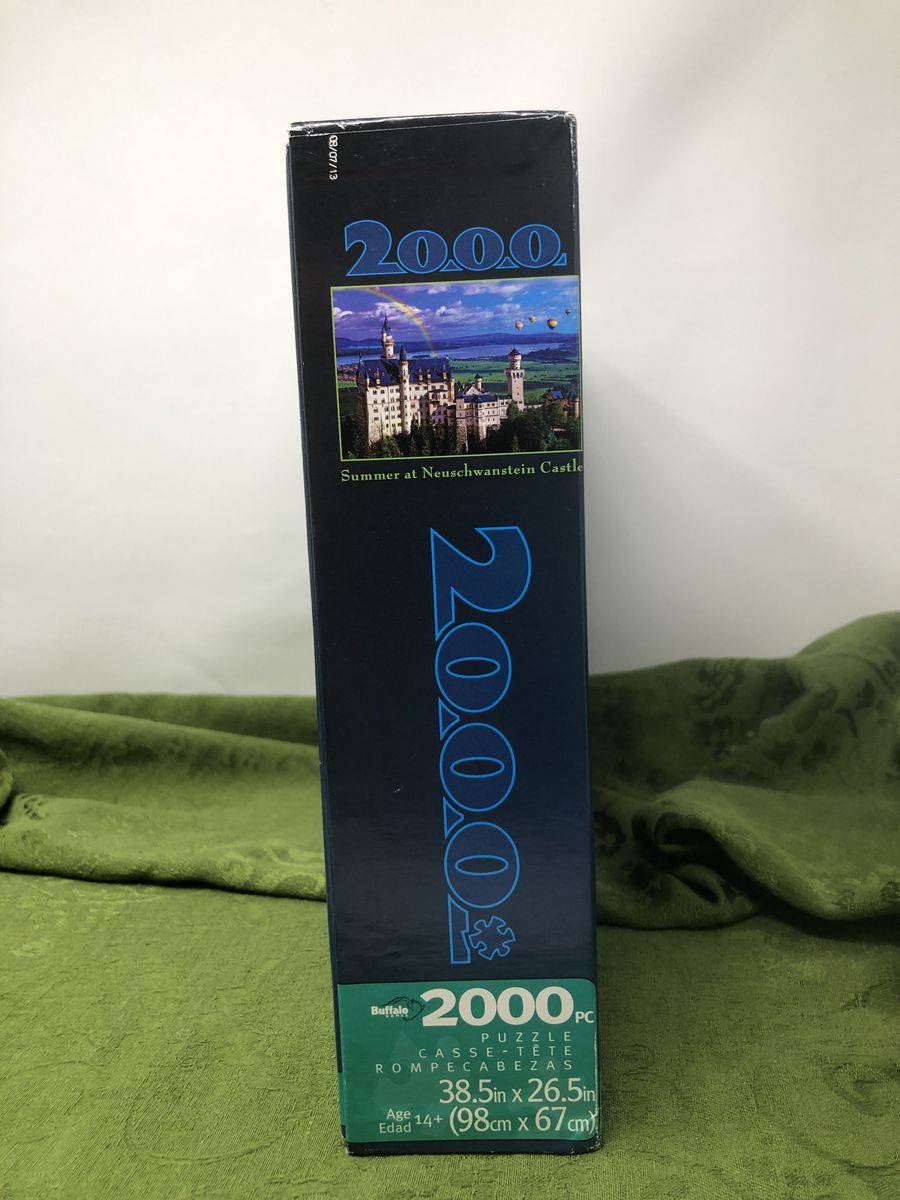 08/07/13
2000
Summer at Neuschwanstein Castle
2000
Buffalo
GAMES
2000PC
PUZZLE
CASSE-TÊTE
ROMPECABEZAS
38.5in x 26.5in
Age
Edad 14+ (98cm x 67cm)